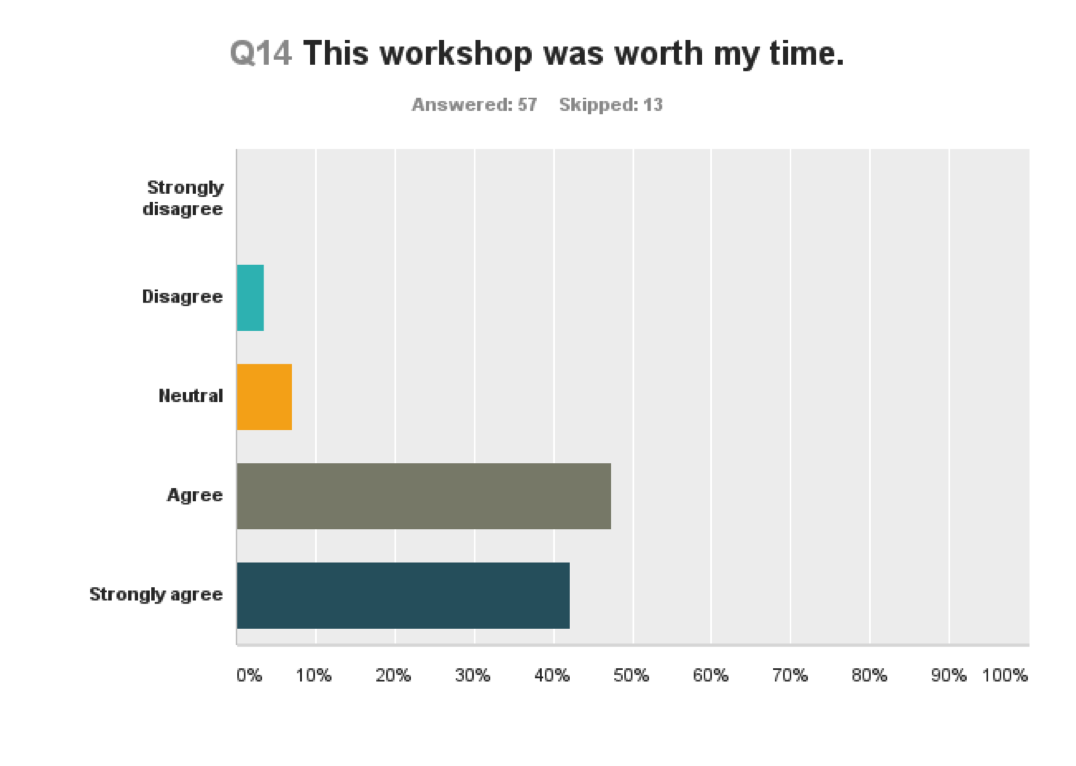 Q14 This workshop was worth my time.
Answered: 57 Skipped: 13
Strongly
disagree
Disagree
Neutral
Agree
Strongly agree
0% 10% 20% 30% 40% 50% 60% 70% 80% 90% 100%